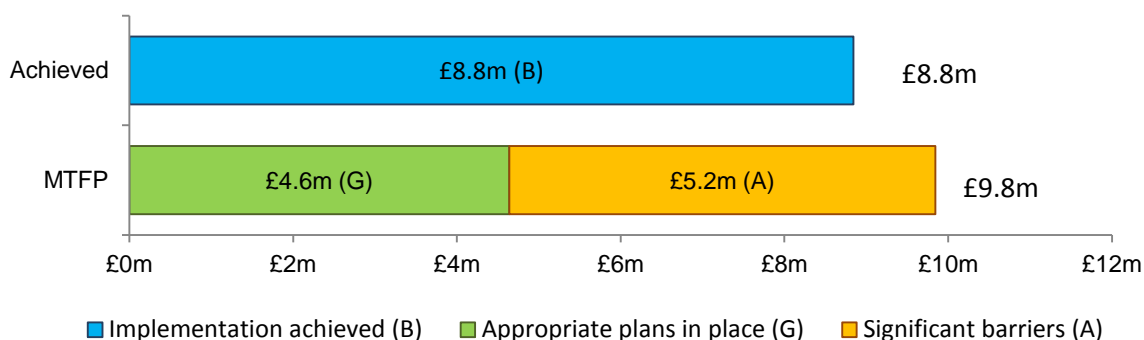 Achieved
£8.8m (B)
£8.8m
MTFP
£4.6m (G)
£5.2m (A)
£9.8m
£0m £2m £4m £6m £8m £10m £12m
Implementation achieved (B) Appropriate plans in place (G) Significant barriers (A)